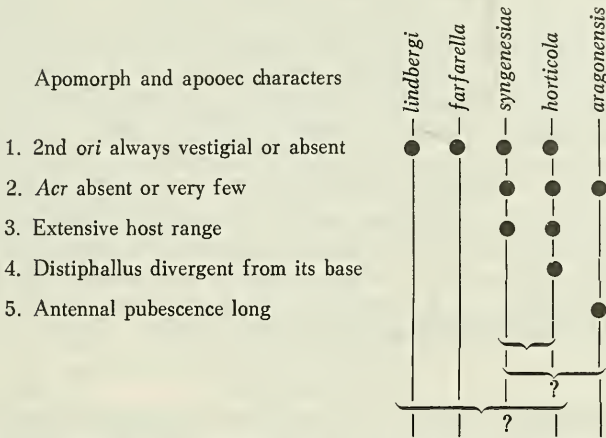 Apomorph and apooec characters
lindbergi
farfarella
syngenesiae
horticola
aragonensis
1. 2nd ori always vestigial or absent
2. Acr absent or very few
3. Extensive host range
4. Distiphallus divergent from its base
5. Antennal pubescence long
?
?